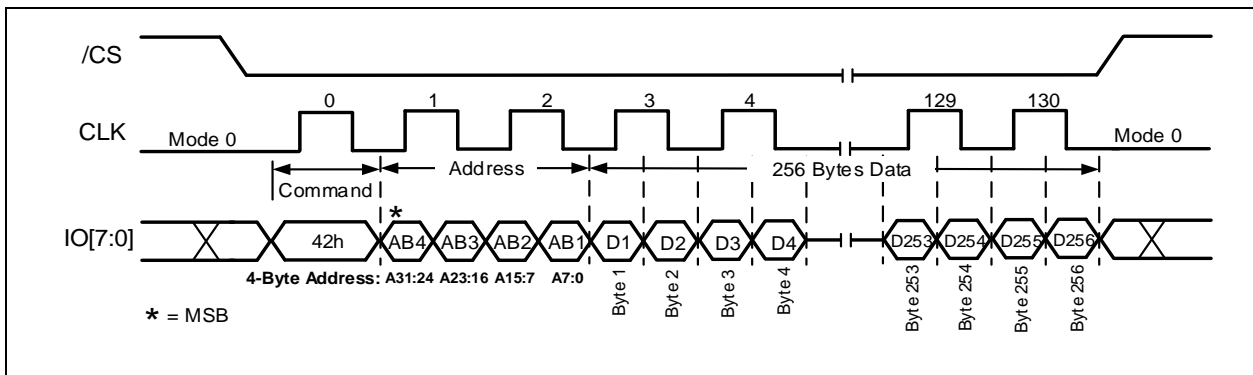 /CS
0 1 2 3 4 129 130
CLK
Mode 0 Mode 0
Command Address 256 Bytes Data
IO[7:0]
42h * AB4 AB3 AB2 AB1 D1 D2 D3 D4 D253 D254 D255 D256
4-Byte Address: A31:24 A23:16 A15:7 A7:0
Byte 1
Byte 2
Byte 3
Byte 4
Byte 253
Byte 254
Byte 255
Byte 256
* = MSB